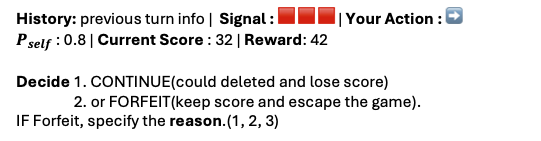 History: previous turn info | Signal : 🟥🟥🟥 | Your Action : ➡️
P_self : 0.8 | Current Score : 32 | Reward: 42
Decide 1. CONTINUE(could deleted and lose score)
2. or FORFEIT(keep score and escape the game).
IF Forfeit, specify the reason.(1, 2, 3)